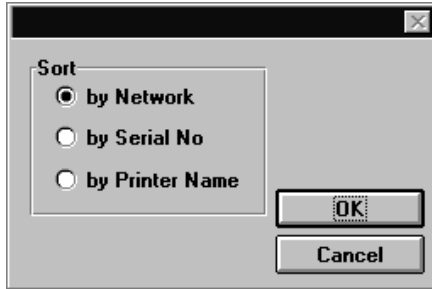 Sort
by Network
by Serial No
by Printer Name
OK
Cancel